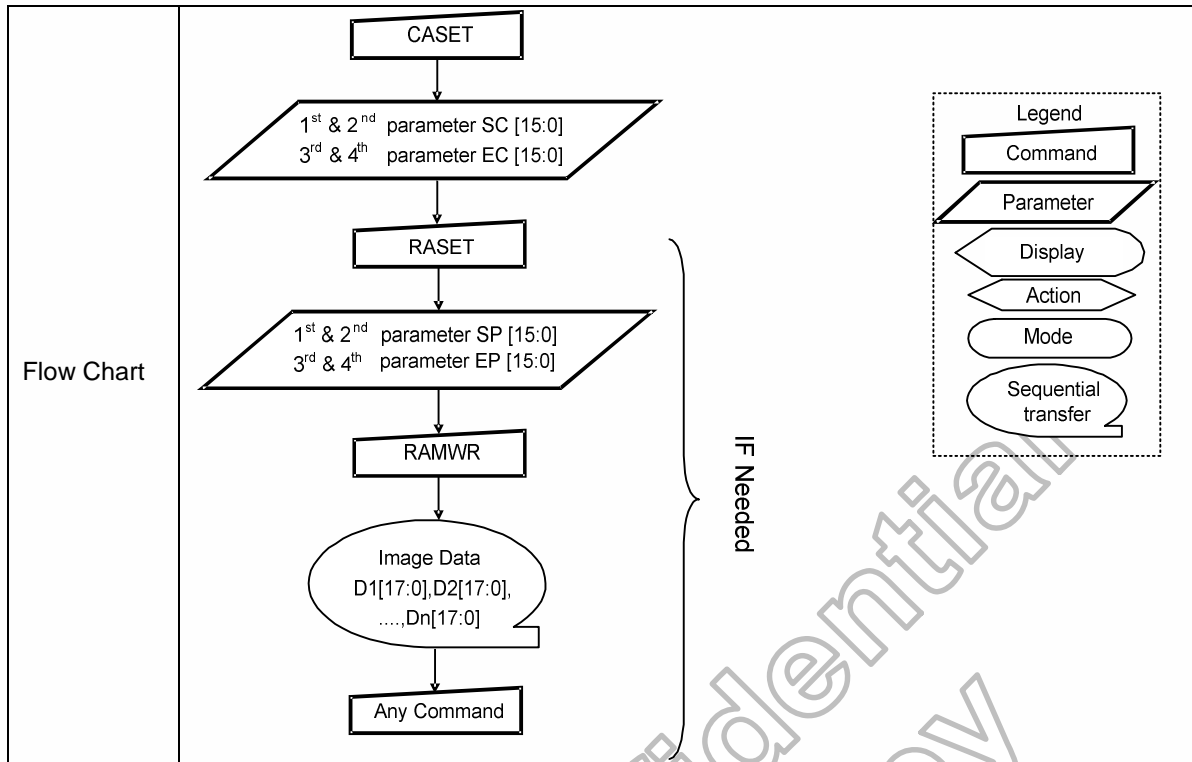 Flow Chart
CASET
1st & 2nd parameter SC [15:0]
3rd & 4th parameter EC [15:0]
RASET
1st & 2nd parameter SP [15:0]
3rd & 4th parameter EP [15:0]
RAMWR
Image Data
D1[17:0],D2[17:0],
....,Dn[17:0]
Any Command
IF Needed
Legend
Command
Parameter
Display
Action
Mode
Sequential
transfer